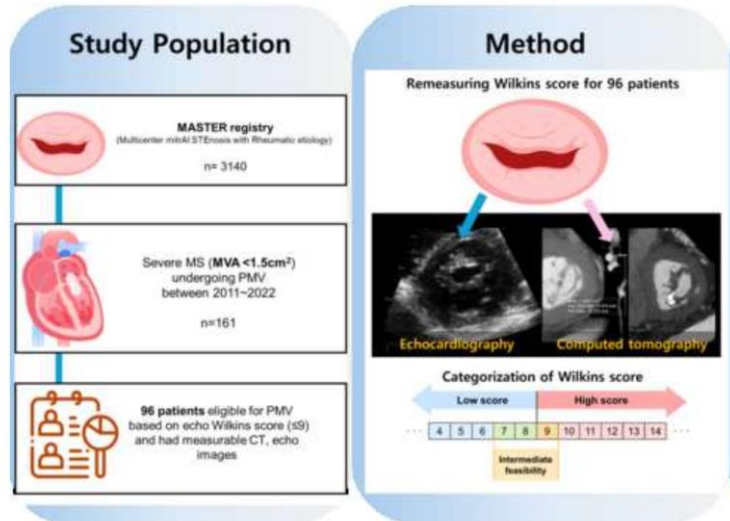 Study Population
MASTER registry
(Multicenter mitrAl STEnosis with Rheumatic etiology)
n= 3140
Severe MS (MVA <1.5cm²)
undergoing PMV
between 2011~2022
n=161
96 patients eligible for PMV
based on echo Wilkins score (≤9)
and had measurable CT, echo
images
Method
Remeasuring Wilkins score for 96 patients
Echocardiography
Computed tomography
Categorization of Wilkins score
Low score
High score
··· 4 5 6 7 8 9 10 11 12 13 14 ···
Intermediate
feasibility